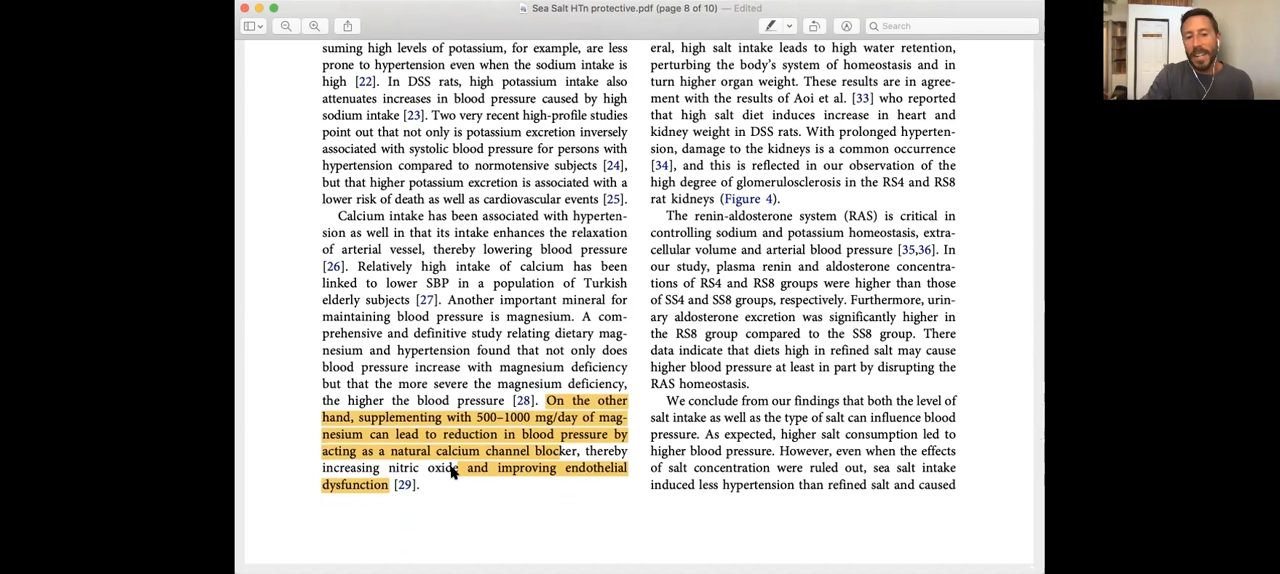 Sea Salt HTn protective.pdf (page 8 of 10) — Edited
Search
suming high levels of potassium, for example, are less
prone to hypertension even when the sodium intake is
high [22]. In DSS rats, high potassium intake also
attenuates increases in blood pressure caused by high
sodium intake [23]. Two very recent high-profile studies
point out that not only is potassium excretion inversely
associated with systolic blood pressure for persons with
hypertension compared to normotensive subjects [24],
but that higher potassium excretion is associated with a
lower risk of death as well as cardiovascular events [25].
Calcium intake has been associated with hyperten-
sion as well in that its intake enhances the relaxation
of arterial vessel, thereby lowering blood pressure
[26]. Relatively high intake of calcium has been
linked to lower SBP in a population of Turkish
elderly subjects [27]. Another important mineral for
maintaining blood pressure is magnesium. A com-
prehensive and definitive study relating dietary mag-
nesium and hypertension found that not only does
blood pressure increase with magnesium deficiency
but that the more severe the magnesium deficiency,
the higher the blood pressure [28]. On the other
hand, supplementing with 500–1000 mg/day of mag-
nesium can lead to reduction in blood pressure by
acting as a natural calcium channel blocker, thereby
increasing nitric oxide and improving endothelial
dysfunction [29].
eral, high salt intake leads to high water retention,
perturbing the body's system of homeostasis and in
turn higher organ weight. These results are in agree-
ment with the results of Aoi et al. [33] who reported
that high salt diet induces increase in heart and
kidney weight in DSS rats. With prolonged hyperten-
sion, damage to the kidneys is a common occurrence
[34], and this is reflected in our observation of the
high degree of glomerulosclerosis in the RS4 and RS8
rat kidneys (Figure 4).
The renin-aldosterone system (RAS) is critical in
controlling sodium and potassium homeostasis, extra-
cellular volume and arterial blood pressure [35,36]. In
our study, plasma renin and aldosterone concentra-
tions of RS4 and RS8 groups were higher than those
of SS4 and SS8 groups, respectively. Furthermore, urin-
ary aldosterone excretion was significantly higher in
the RS8 group compared to the SS8 group. There
data indicate that diets high in refined salt may cause
higher blood pressure at least in part by disrupting the
RAS homeostasis.
We conclude from our findings that both the level of
salt intake as well as the type of salt can influence blood
pressure. As expected, higher salt consumption led to
higher blood pressure. However, even when the effects
of salt concentration were ruled out, sea salt intake
induced less hypertension than refined salt and caused